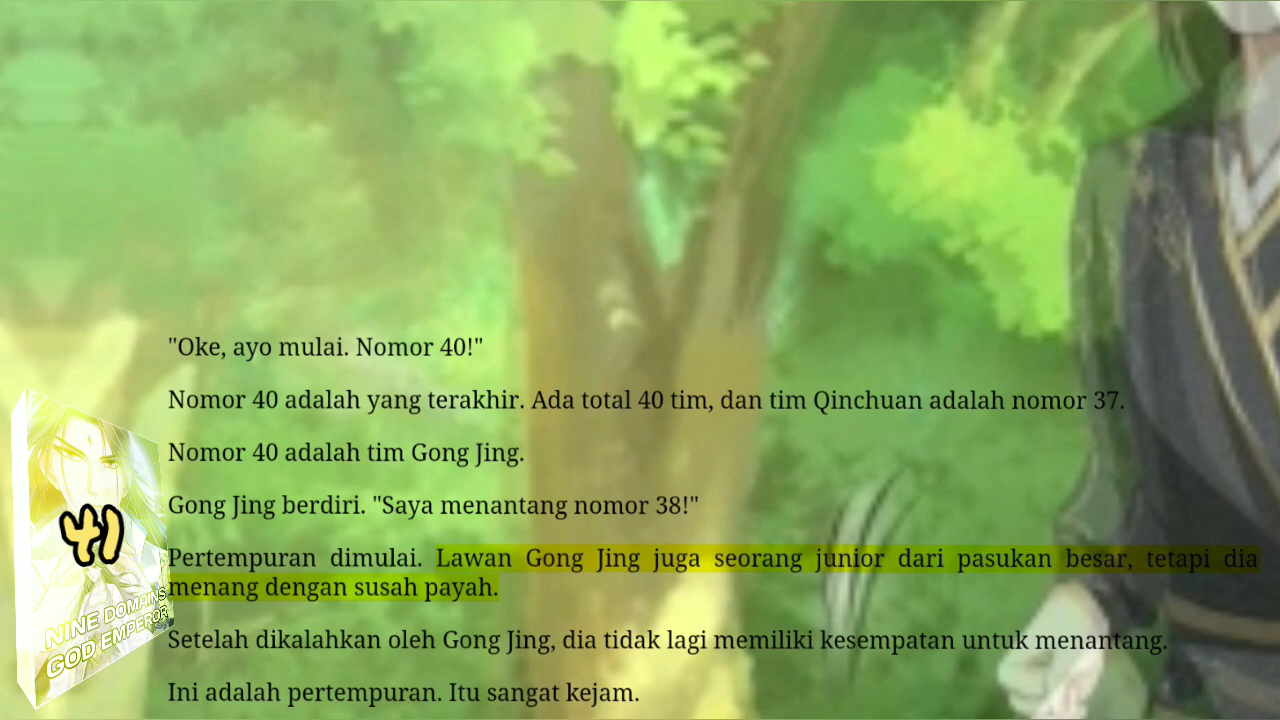 "Oke, ayo mulai. Nomor 40!"
Nomor 40 adalah yang terakhir. Ada total 40 tim, dan tim Qinchuan adalah nomor 37.
Nomor 40 adalah tim Gong Jing.
Gong Jing berdiri. "Saya menantang nomor 38!"
Pertempuran dimulai. Lawan Gong Jing juga seorang junior dari pasukan besar, tetapi dia
menang dengan susah payah.
Setelah dikalahkan oleh Gong Jing, dia tidak lagi memiliki kesempatan untuk menantang.
Ini adalah pertempuran. Itu sangat kejam.
41
NINE DOMAINS
GOD EMPEROR